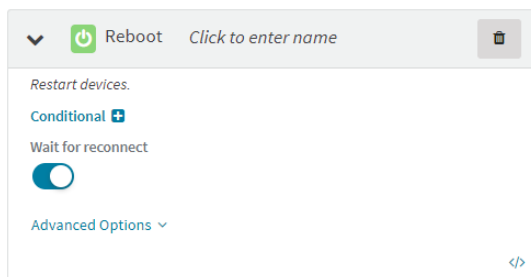 Reboot Click to enter name
Restart devices.
Conditional
Wait for reconnect
Advanced Options
</>